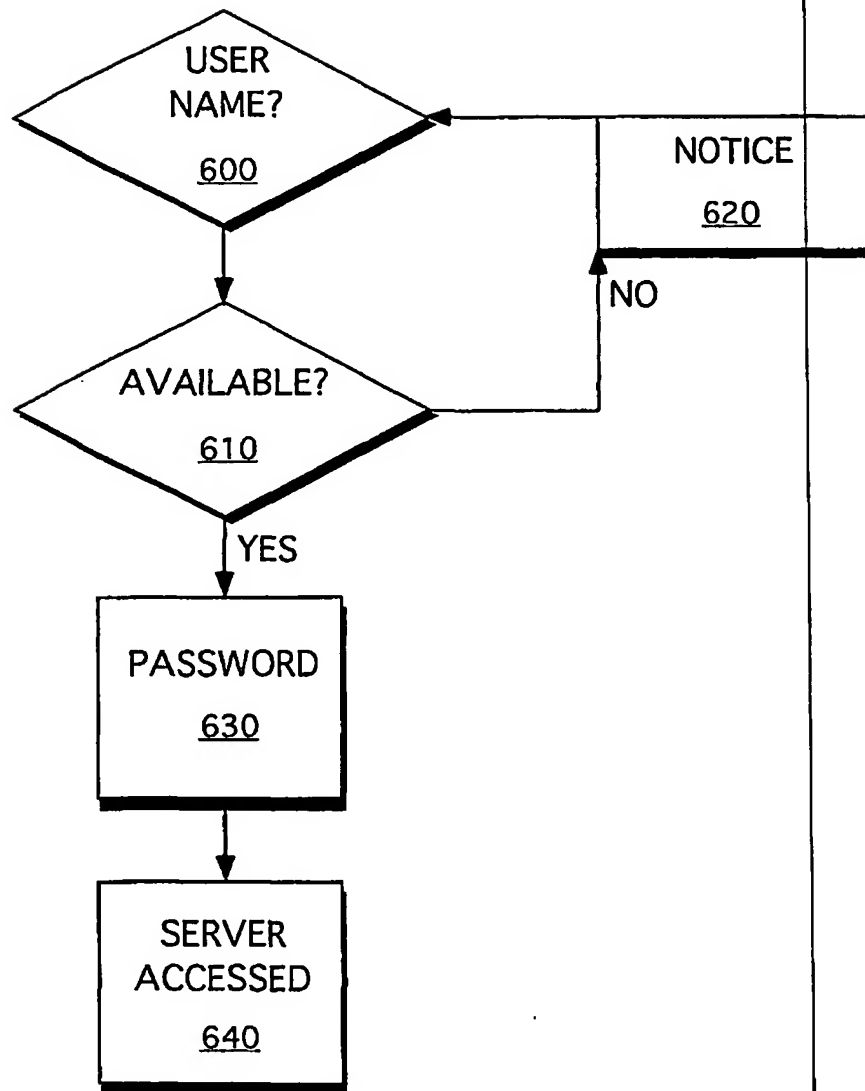 USER
NAME?
600
NOTICE
620
NO
AVAILABLE?
610
YES
PASSWORD
630
SERVER
ACCESSED
640